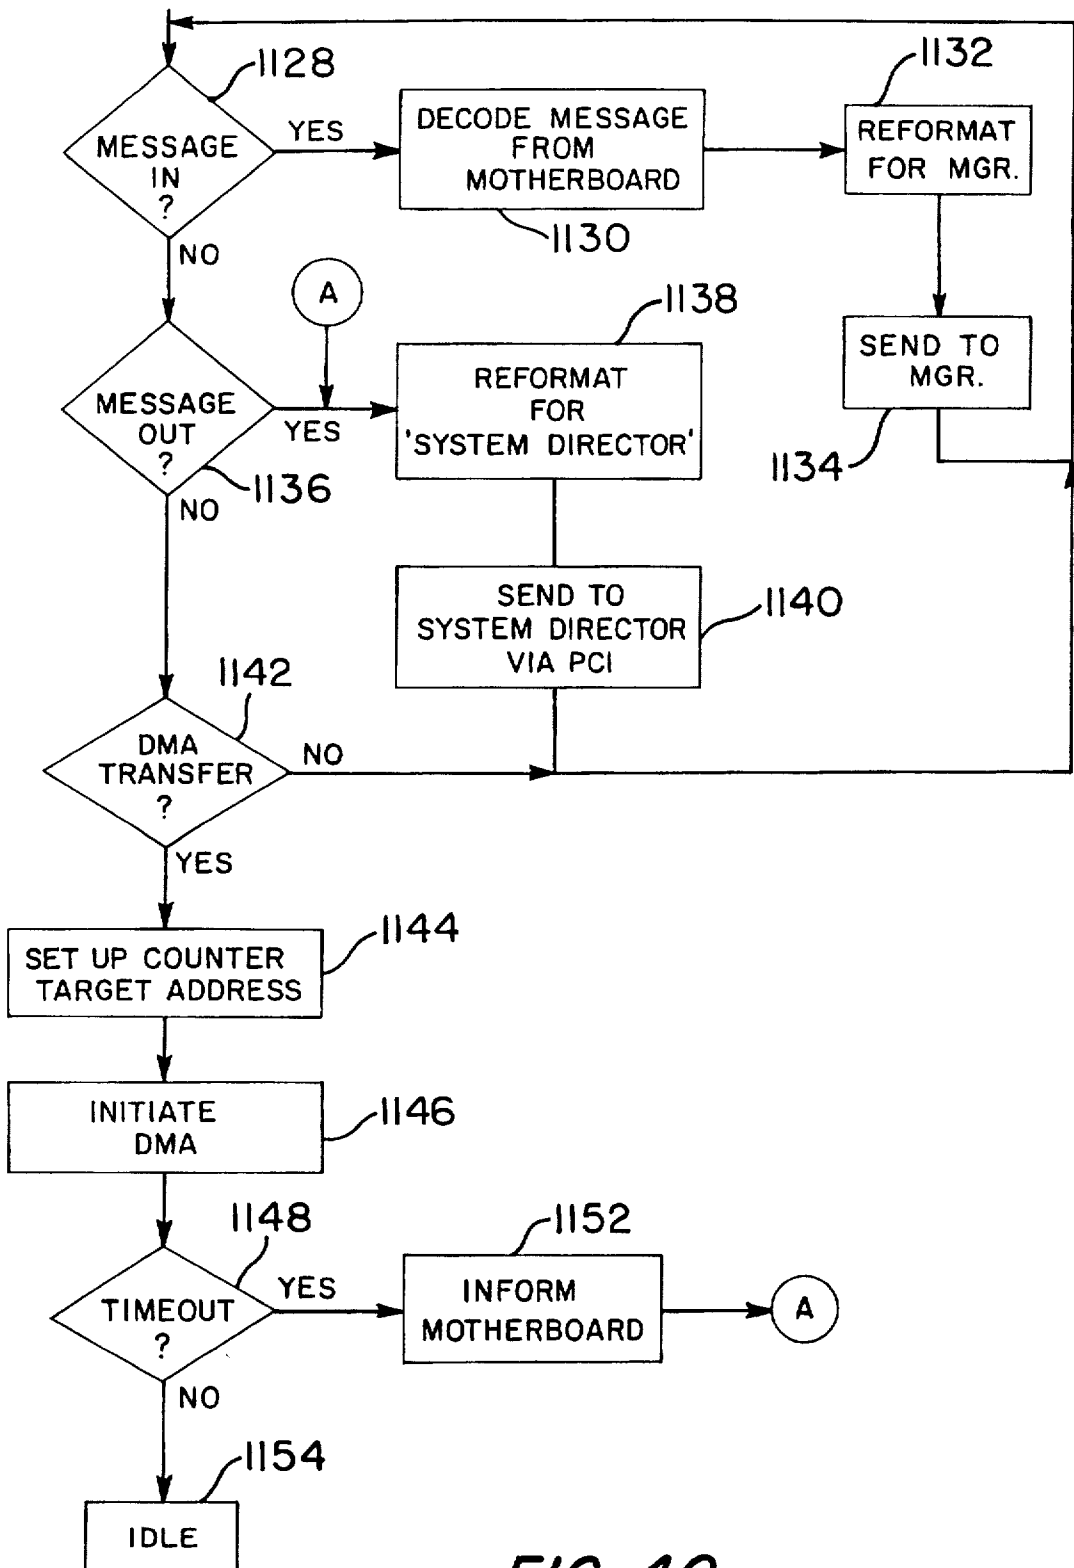 1128
MESSAGE
IN
?
YES
NO
DECODE MESSAGE
FROM
MOTHERBOARD
1130
1132
REFORMAT
FOR MGR.
SEND TO
MGR.
1134
A
MESSAGE
OUT
?
1136
YES
NO
1138
REFORMAT
FOR
'SYSTEM DIRECTOR'
SEND TO
SYSTEM DIRECTOR
VIA PCI
1140
1142
DMA
TRANSFER
?
NO
YES
1144
SET UP COUNTER
TARGET ADDRESS
INITIATE
DMA
1146
1148
TIMEOUT
?
YES
NO
1152
INFORM
MOTHERBOARD
A
1154
IDLE